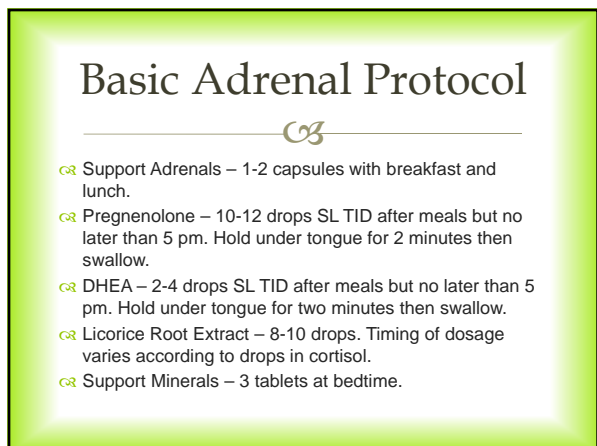 Basic Adrenal Protocol
Support Adrenals – 1-2 capsules with breakfast and
lunch.
Pregnenolone – 10-12 drops SL TID after meals but no
later than 5 pm. Hold under tongue for 2 minutes then
swallow.
DHEA – 2-4 drops SL TID after meals but no later than 5
pm. Hold under tongue for two minutes then swallow.
Licorice Root Extract – 8-10 drops. Timing of dosage
varies according to drops in cortisol.
Support Minerals – 3 tablets at bedtime.